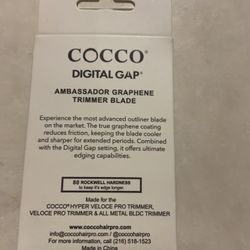 COCCO®
DIGITAL GAP®
AMBASSADOR GRAPHENE
TRIMMER BLADE
Experience the most advanced outliner blade
on the market. The true graphene coating
reduces friction, keeping the blade cooler
and sharper for extended periods. Combined
with the Digital Gap setting, it offers ultimate
edging capabilities.
80 ROCKWELL HARDNESS
to keep it's edge longer.
Made for the
COCCO® HYPER VELOCE PRO TRIMMER,
VELOCE PRO TRIMMER & ALL METAL BLDC TRIMMER
www.coccohairpro.com
info@coccohairpro.com / @coccohairpro
For more information, call (216) 518-1523
Made in China